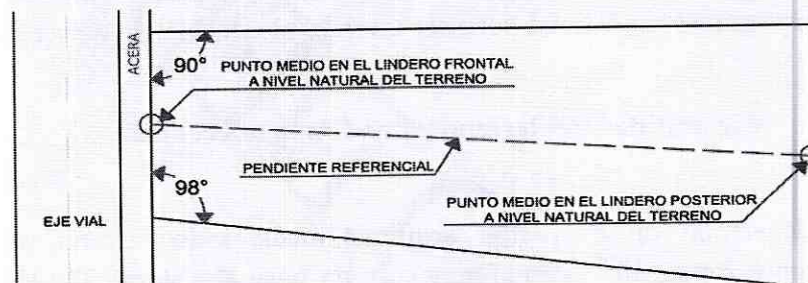 ACERA
90°
PUNTO MEDIO EN EL LINDERO FRONTAL
A NIVEL NATURAL DEL TERRENO
PENDIENTE REFERENCIAL
98°
PUNTO MEDIO EN EL LINDERO POSTERIOR
A NIVEL NATURAL DEL TERRENO
EJE VIAL